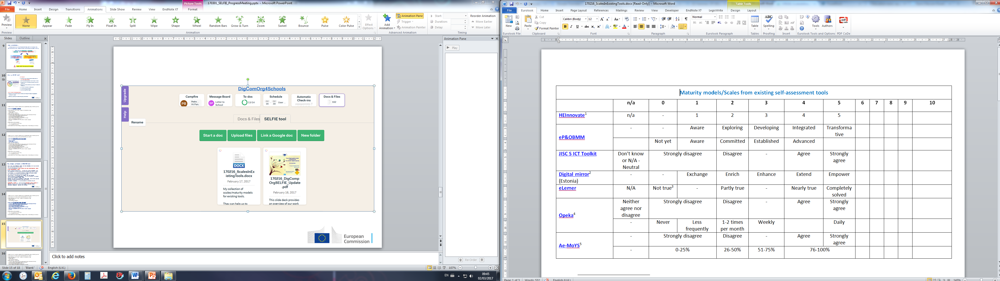 170301_SELFIE_ProgressMeeting.pptx - Microsoft PowerPoint
Picture Tools
File Home Insert Design Transitions Animations Slide Show Review View EndNote X7 Format
Preview
None Appear Fade Fly In Float In Split Wipe Shape Wheel Random Bars Grow & Turn Zoom Swivel Bounce Pulse Color Pulse
Effect Options
Add Animation
Animation Pane
Trigger
Animation Painter
Start:
Duration:
Delay:
Reorder Animation
Move Earlier
Move Later
Preview Animation Advanced Animation Timing
Slides Outline
9
10
11
12
13
14
15
16
Animation Pane
Play
DigComOrg4Schools
Upgrade
Help
Campfire
PB Pedro ...
Hi Pan,
Message Board
SP Letter to School
To-dos
13/14
Schedule
Jan 16 - Jan 30 User ...
Automatic Check-ins
Docs & Files
162
Docs & Files SELFIE tool
Rename
Start a doc Upload files Link a Google doc New folder
DOCX
170216_ScalesInExistingTools.docx
February 17, 2017
My collection of scales/maturity models for existing tools.
They can help us to
170216_DigCompOrgSELFIE_Update.pdf
February 16, 2017
This slide deck provides an overview of our work
European Commission
Re-Order
Click to add notes
Slide 15 of 18 "Blank" English (U.K.) 107%
EN 09:45
02/03/2017
170216_ScalesInExistingTools.docx [Read-Only] - Microsoft Word
Table Tools
File Eurolook Home Insert Page Layout References Mailings Review View Developer EndNote X7 LegisWrite Design Layout
New
Paste
Cut
Copy
Format Painter
Calibri (Body) 12
Normal
Table Spelling Tools Authors
Eurolook File Clipboard Font Paragraph Eurolook Paragraph Tables Proofing Insert Eurolook Tools and Options PDF CoDe
Maturity models/Scales from existing self-assessment tools
n/a 0 1 2 3 4 5 6 7 8 9 10
HEInnovate1 n/a - 1 2 3 4 5
eP&OBMM - - Aware Exploring Developing Integrated Transformative
Not yet Aware Committed Established Advanced
JISC S ICT Toolkit Don't know or N/A - Neutral Strongly disagree Disagree - Agree Strongly agree
Digital mirror2 (Estonia) - - Exchange Enrich Enhance Extend Empower
eLemer N/A Not true3 - Partly true - Nearly true Completely solved
Opeka4 Neither agree nor disagree Strongly disagree Disagree - Agree Strongly agree
- Never Less frequently 1-2 times per month Weekly Daily
Ae-MoYS5 - Strongly disagree Disagree - Agree Strongly agree
- 0-25% 26-50% 51-75% 76-100%
Page: 1 of 3 Words: 532 English (U.K.) 145%